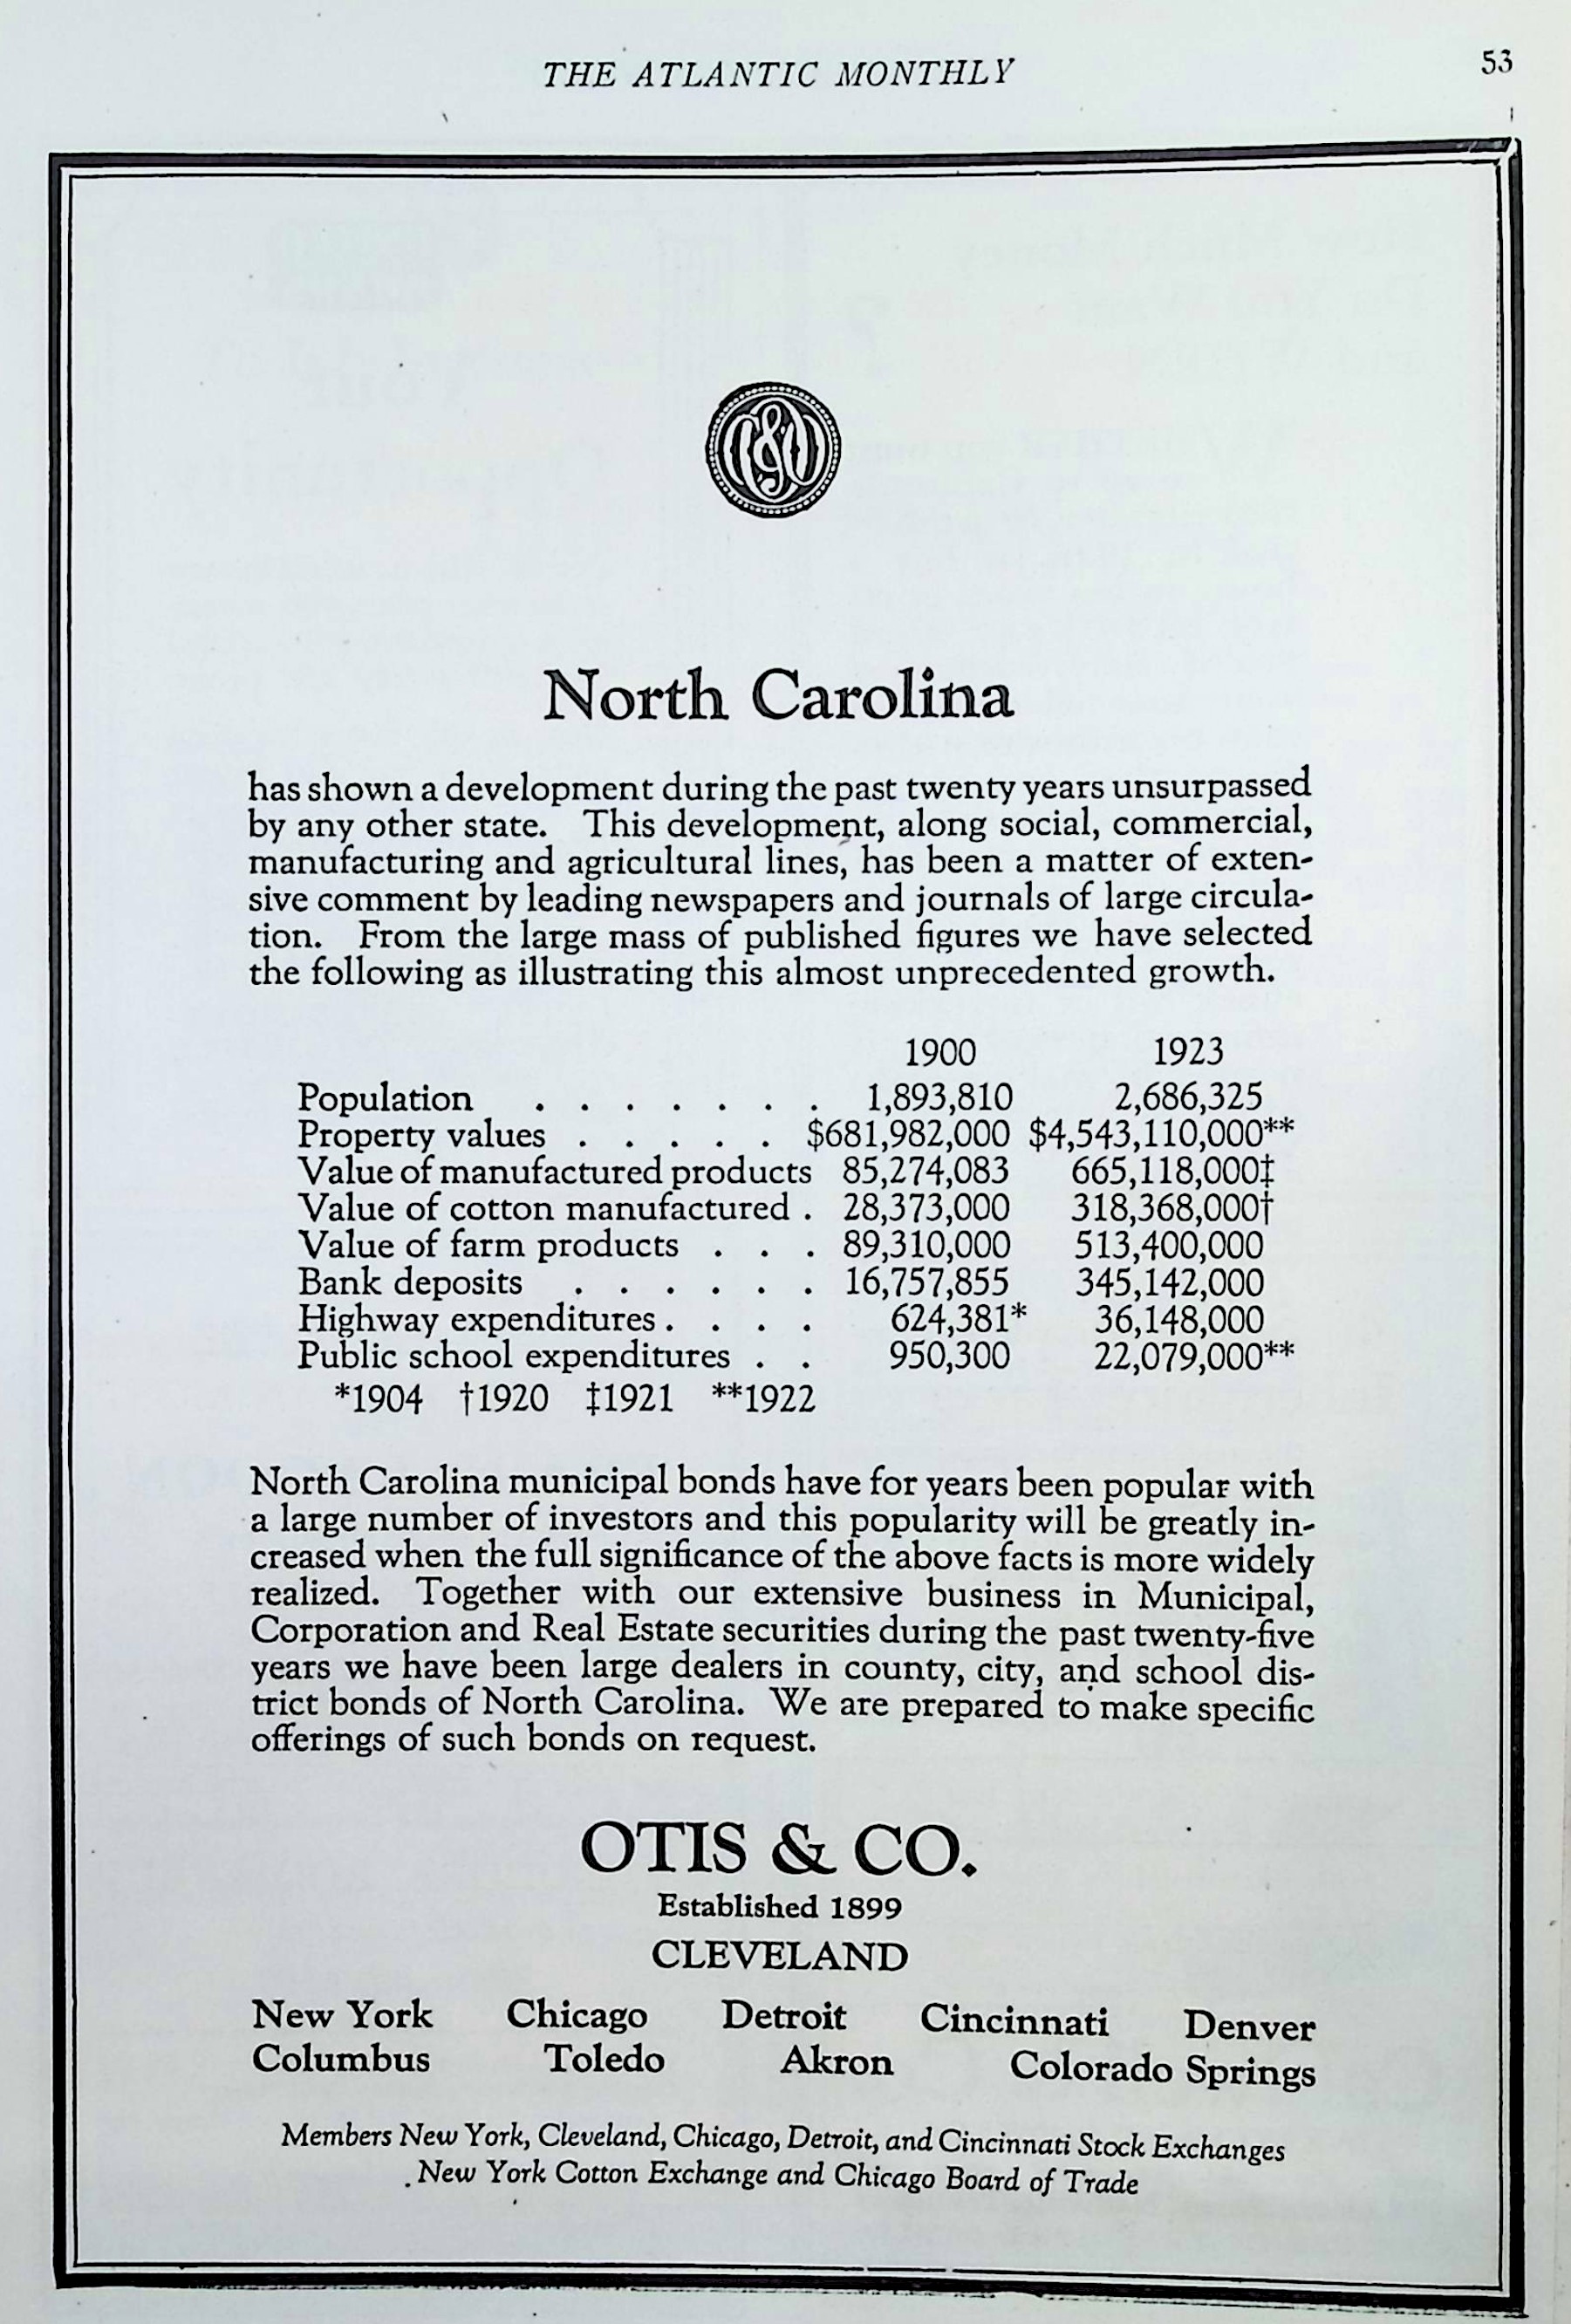 THE ATLANTIC MONTHLY 53
O&CO
North Carolina
has shown a development during the past twenty years unsurpassed
by any other state. This development, along social, commercial,
manufacturing and agricultural lines, has been a matter of exten-
sive comment by leading newspapers and journals of large circula-
tion. From the large mass of published figures we have selected
the following as illustrating this almost unprecedented growth.
1900 1923
Population . . . . . . . 1,893,810 2,686,325
Property values . . . . . $681,982,000 $4,543,110,000**
Value of manufactured products 85,274,083 665,118,000‡
Value of cotton manufactured . 28,373,000 318,368,000†
Value of farm products . . . 89,310,000 513,400,000
Bank deposits . . . . . . 16,757,855 345,142,000
Highway expenditures . . . . 624,381* 36,148,000
Public school expenditures . . 950,300 22,079,000**
*1904 †1920 ‡1921 **1922
North Carolina municipal bonds have for years been popular with
a large number of investors and this popularity will be greatly in-
creased when the full significance of the above facts is more widely
realized. Together with our extensive business in Municipal,
Corporation and Real Estate securities during the past twenty-five
years we have been large dealers in county, city, and school dis-
trict bonds of North Carolina. We are prepared to make specific
offerings of such bonds on request.
OTIS & CO.
Established 1899
CLEVELAND
New York Chicago Detroit Cincinnati Denver
Columbus Toledo Akron Colorado Springs
Members New York, Cleveland, Chicago, Detroit, and Cincinnati Stock Exchanges
New York Cotton Exchange and Chicago Board of Trade